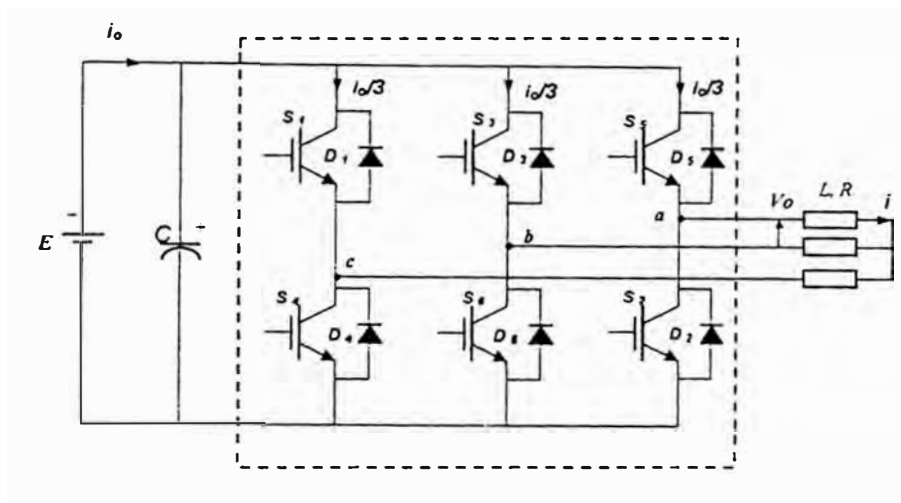 i₀
i₀/3 i₀/3 i₀/3
S₁ S₃ S₅
D₁ D₃ D₅
L, R
V₀ i
a
b
c
- 
E
C +
S₄ S₆ S₂
D₄ D₆ D₂